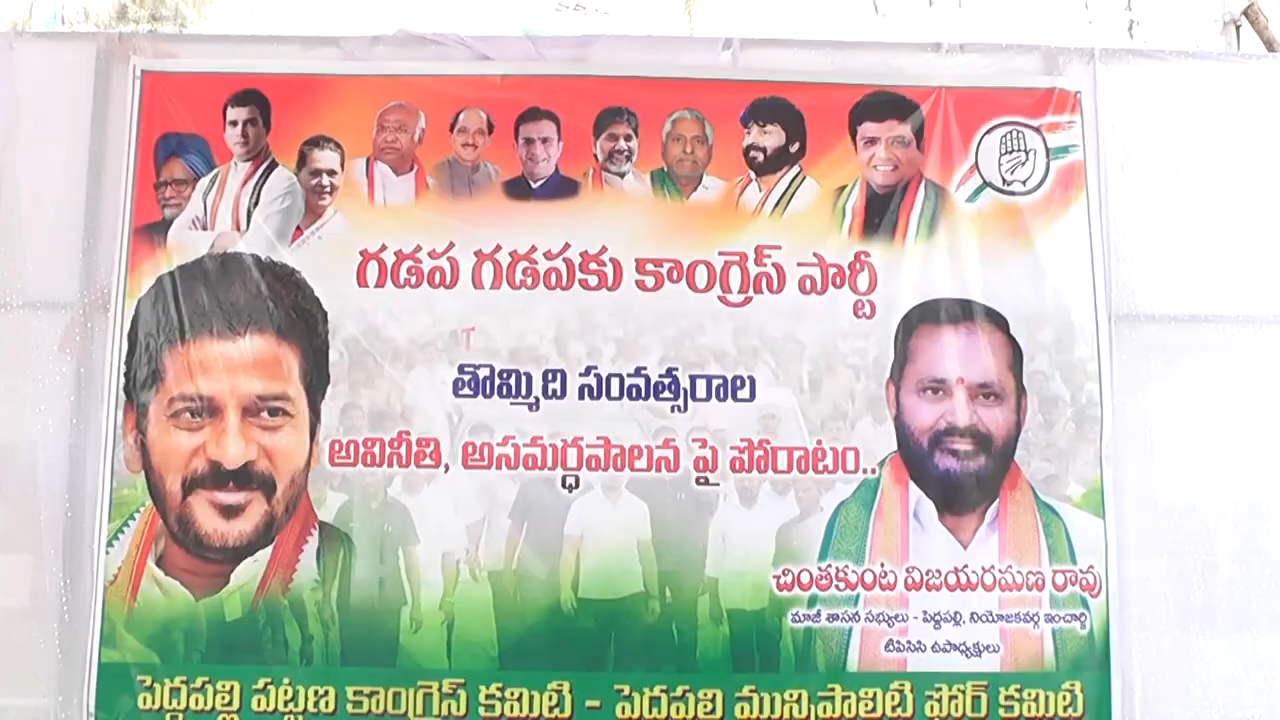 గడప గడపకు కాంగ్రెస్ పార్టీ
తొమ్మిది సంవత్సరాల
అవినీతి, అసమర్ధపాలన పై పోరాటం..
చింతకుంట విజయరమణ రావు
మాజీ శాసన సభ్యులు - పెద్దపల్లి, నియోజకవర్గ ఇంచార్జి
టీపిసిసి ఉపాధ్యక్షులు
పెద్దపల్లి పట్టణ కాంగ్రెస్ కమిటి - పెద్దపల్లి మున్సిపాలిటి ఫ్లోర్ కమిటి